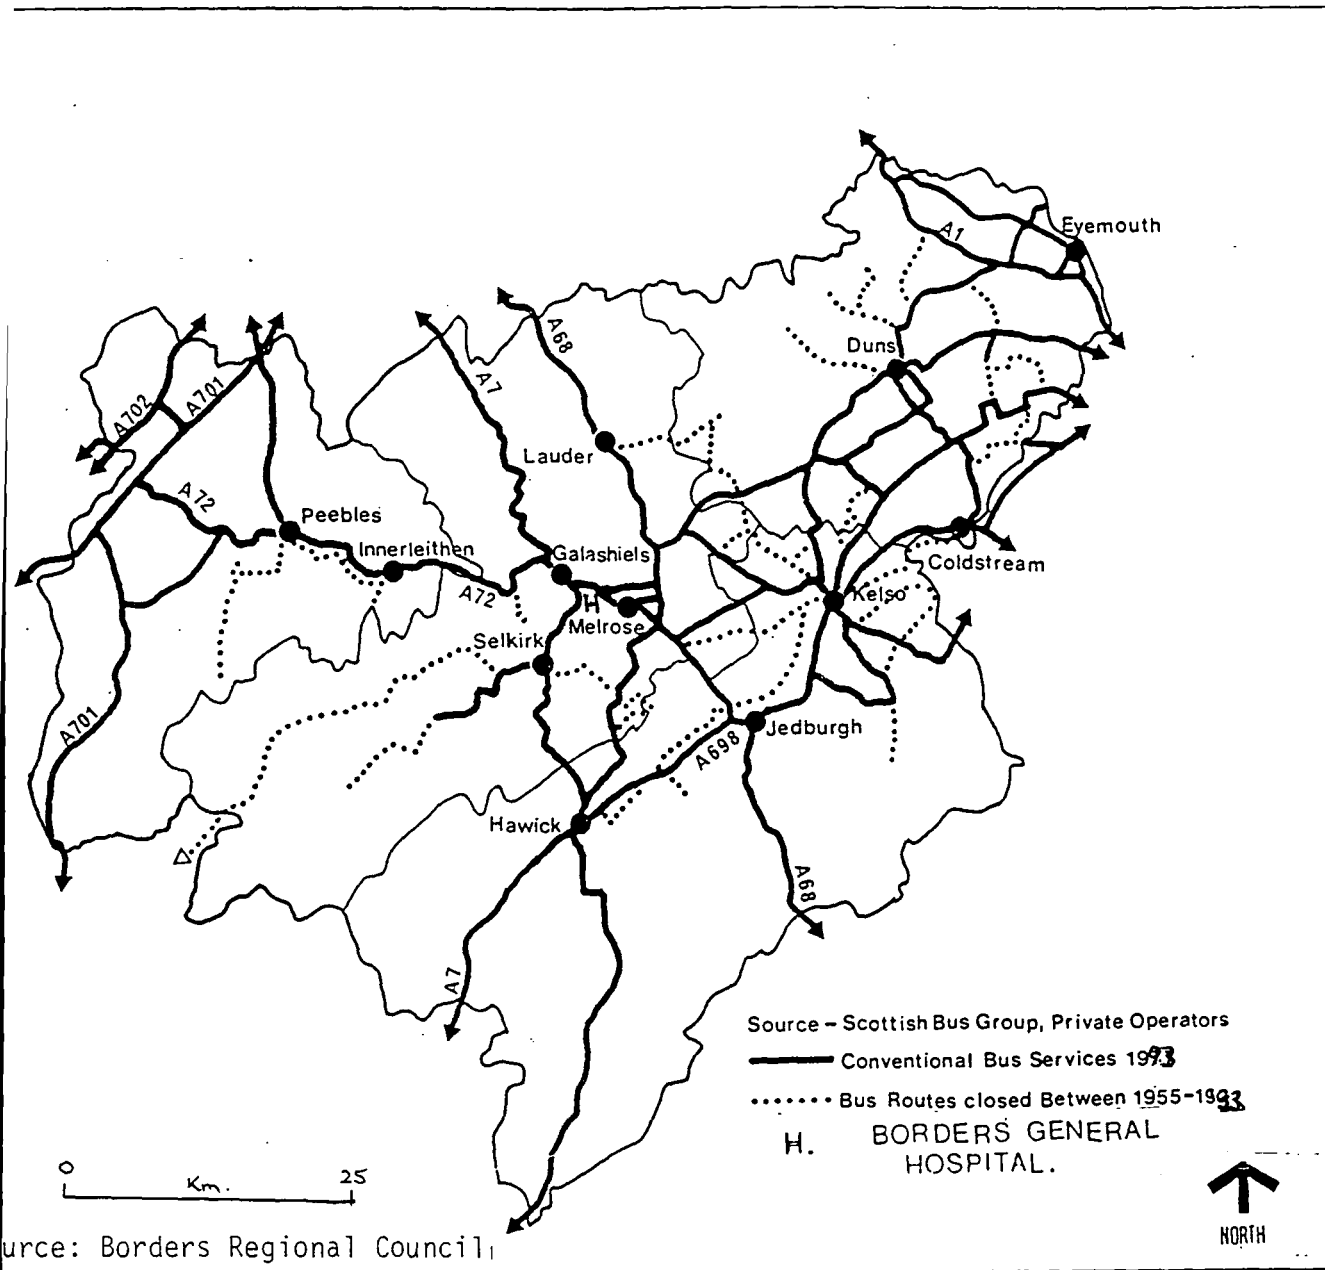 Eyemouth
A1
A68
Duns
A7
A701
A702
Lauder
A72
Peebles
Innerleithen
Galashiels
Coldstream
A72
Kelso
H
Melrose
Selkirk
A701
Jedburgh
A698
Hawick
A68
A7
Source – Scottish Bus Group, Private Operators
Conventional Bus Services 1993
Bus Routes closed Between 1955-1993
H. BORDERS GENERAL
HOSPITAL.
0 25
Km.
NORTH
urce: Borders Regional Council